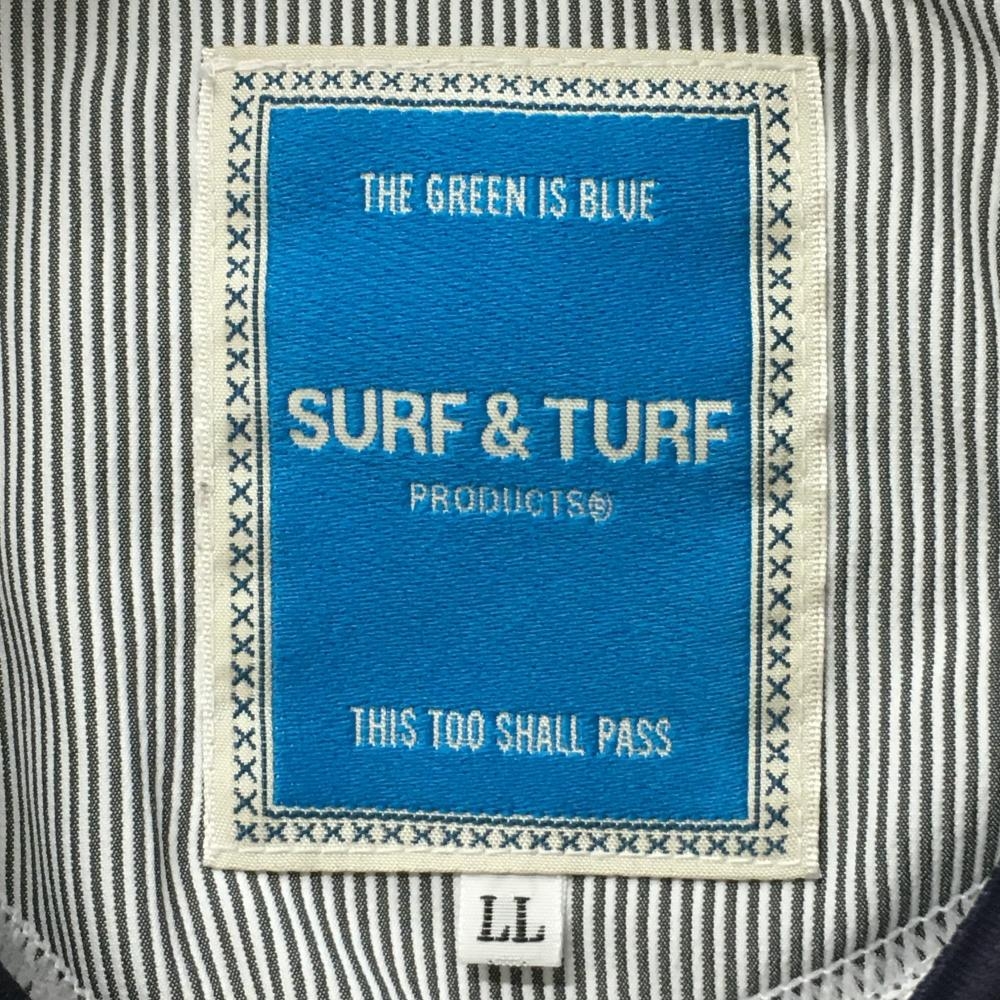 THE GREEN IS BLUE
SURF & TURF
PRODUCTS®
THIS TOO SHALL PASS
LL